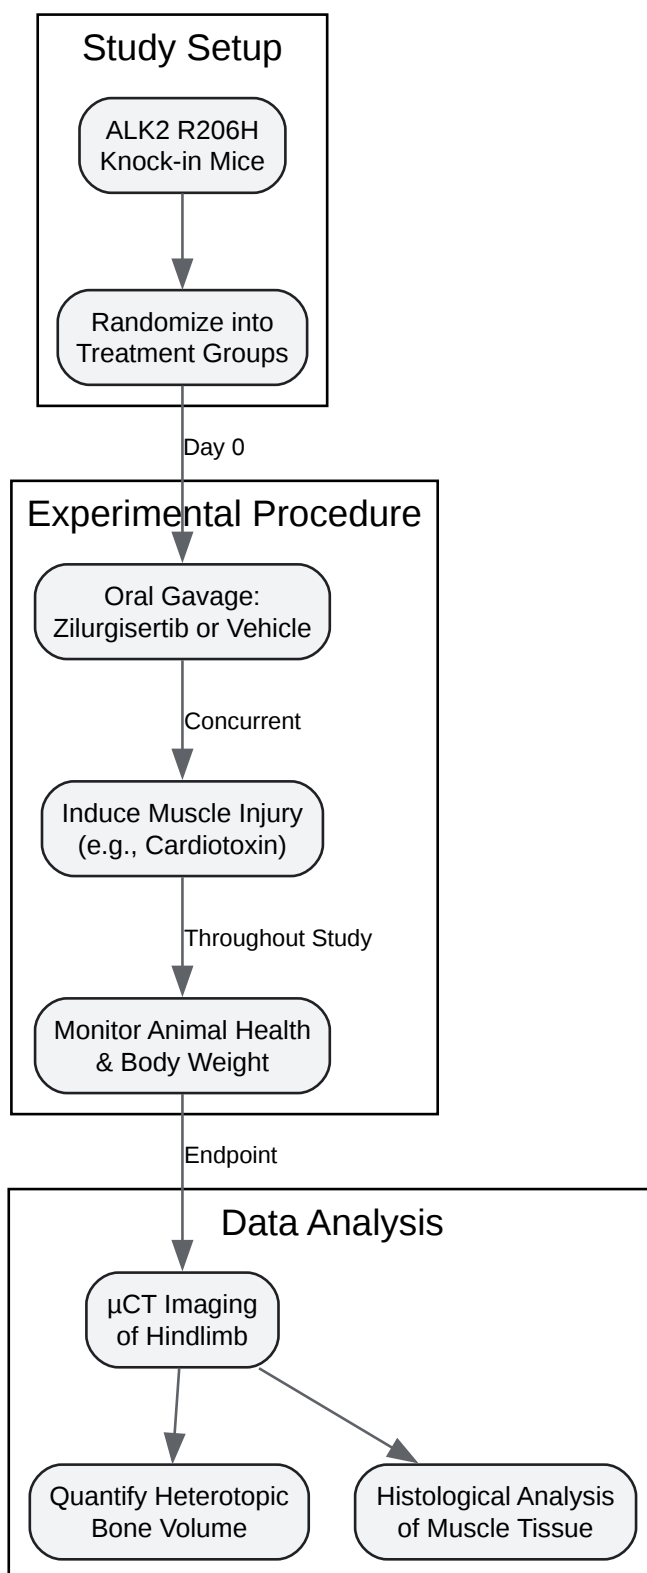 Study Setup
ALK2 R206H
Knock-in Mice
Randomize into
Treatment Groups
Day 0
Experimental Procedure
Oral Gavage:
Zilurgisertib or Vehicle
Concurrent
Induce Muscle Injury
(e.g., Cardiotoxin)
Throughout Study
Monitor Animal Health
& Body Weight
Endpoint
Data Analysis
µCT Imaging
of Hindlimb
Quantify Heterotopic
Bone Volume
Histological Analysis
of Muscle Tissue